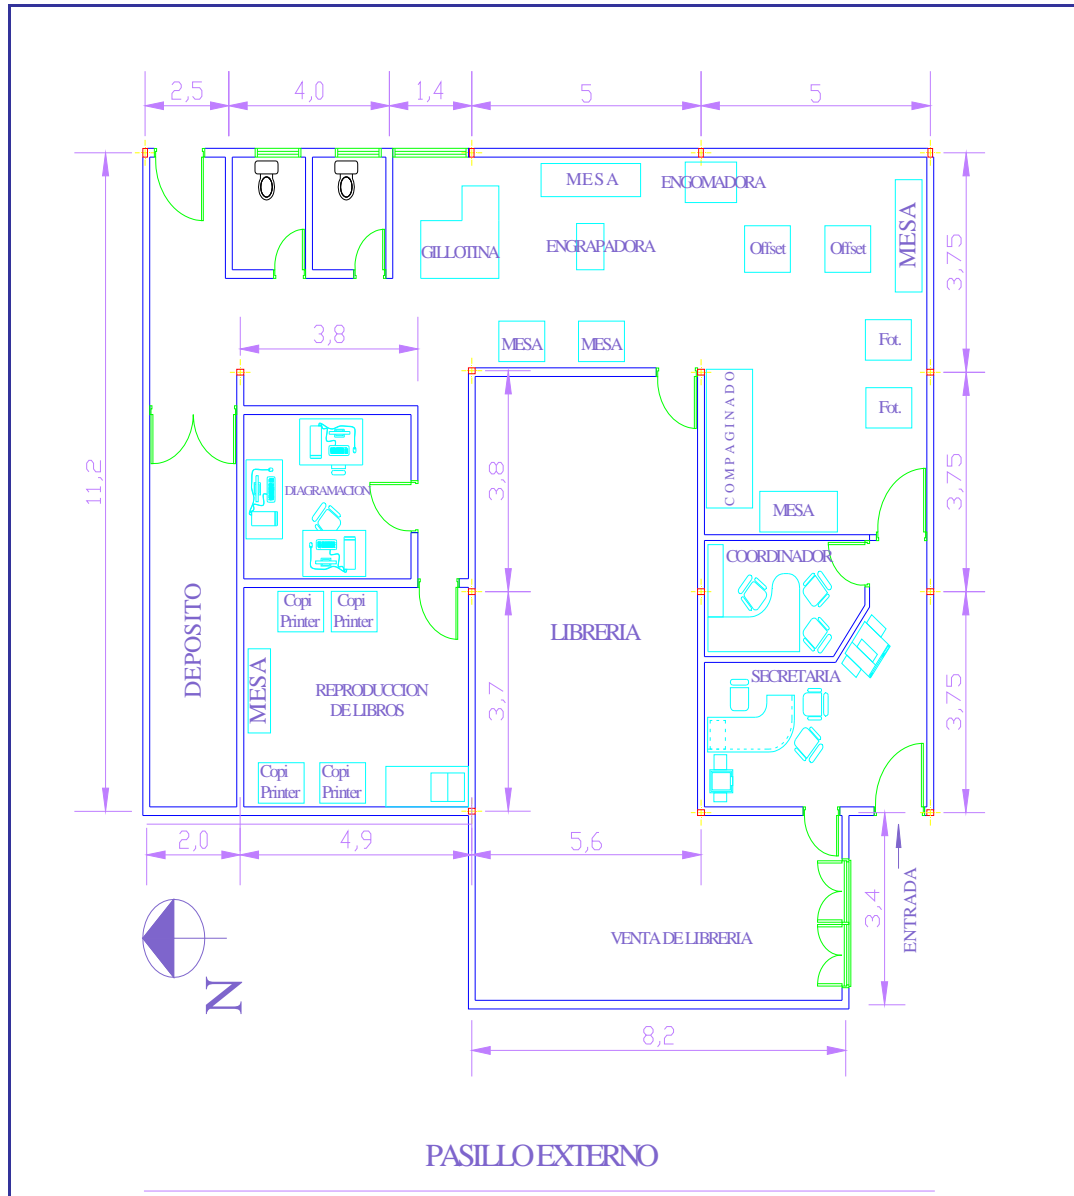 2,5
4,0
1,4
5
5
MESA
ENGOMADORA
MESA
GILLOTINA
ENGRAPADORA
Offset
Offset
3,75
3,8
MESA
MESA
Fot.
Fot.
COMPAGINADO
11,2
3,8
DIAGRAMACION
3,75
MESA
COORDINADOR
Copi
Printer
Copi
Printer
DEPOSITO
LIBRERIA
MESA
REPRODUCCION
DE LIBROS
3,7
SECRETARIA
3,75
Copi
Printer
Copi
Printer
2,0
4,9
5,6
3,4
ENTRADA
VENTA DE LIBRERIA
N
8,2
PASILLO EXTERNO